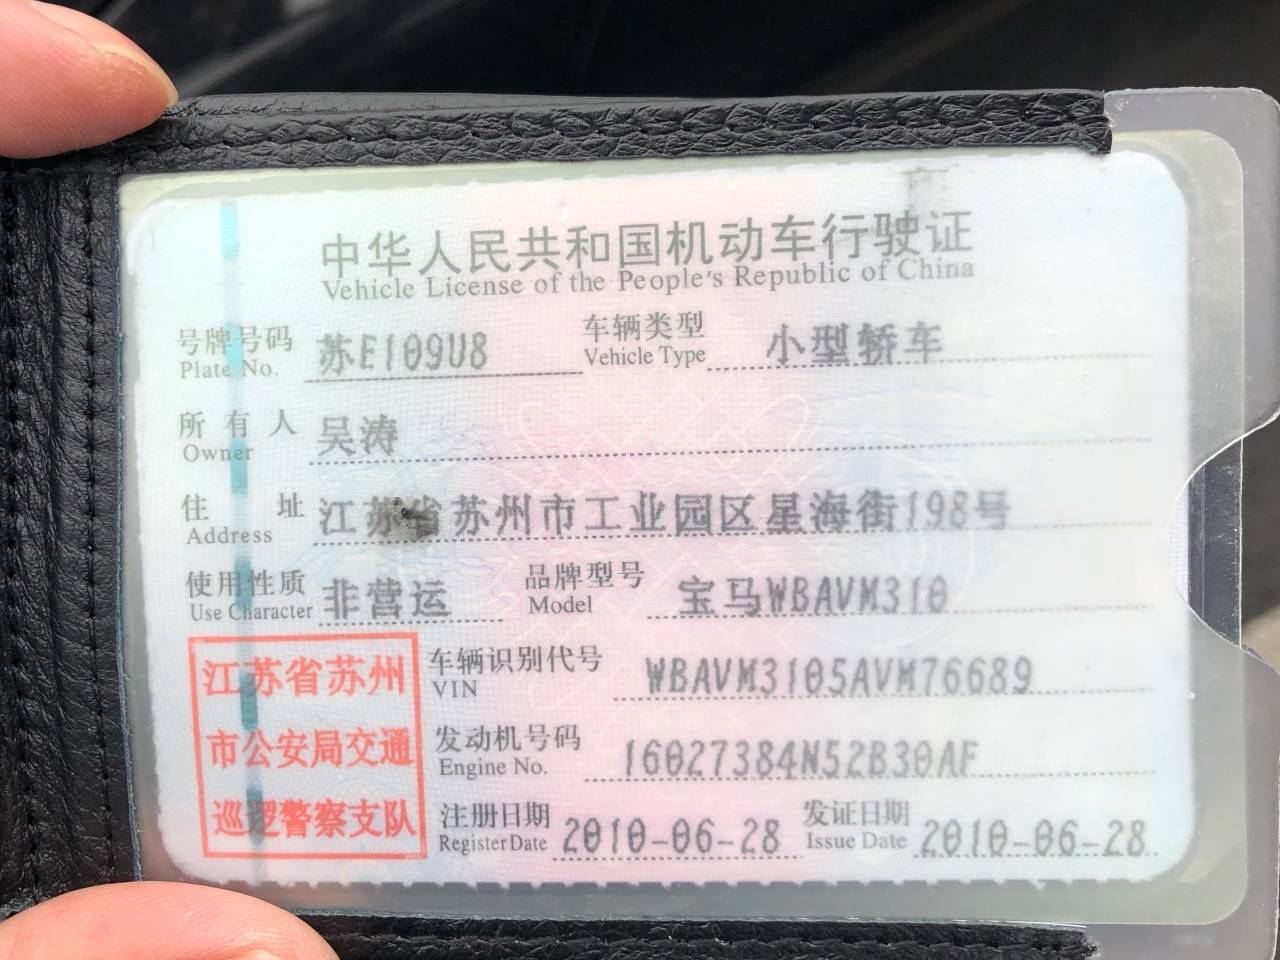 中华人民共和国机动车行驶证
Vehicle License of the People's Republic of China
号牌号码 苏E109U8 车辆类型 小型轿车
Plate No. Vehicle Type
所有人 吴涛
Owner
住址 江苏省苏州市工业园区星海街198号
Address
使用性质 非营运 品牌型号 宝马WBAVM310
Use Character Model
江苏省苏州
市公安局交通
巡逻警察支队
车辆识别代号 WBAVM3105AVM76689
VIN
发动机号码 16027384N52B30AF
Engine No.
注册日期 2010-06-28 发证日期 2010-06-28
Register Date Issue Date